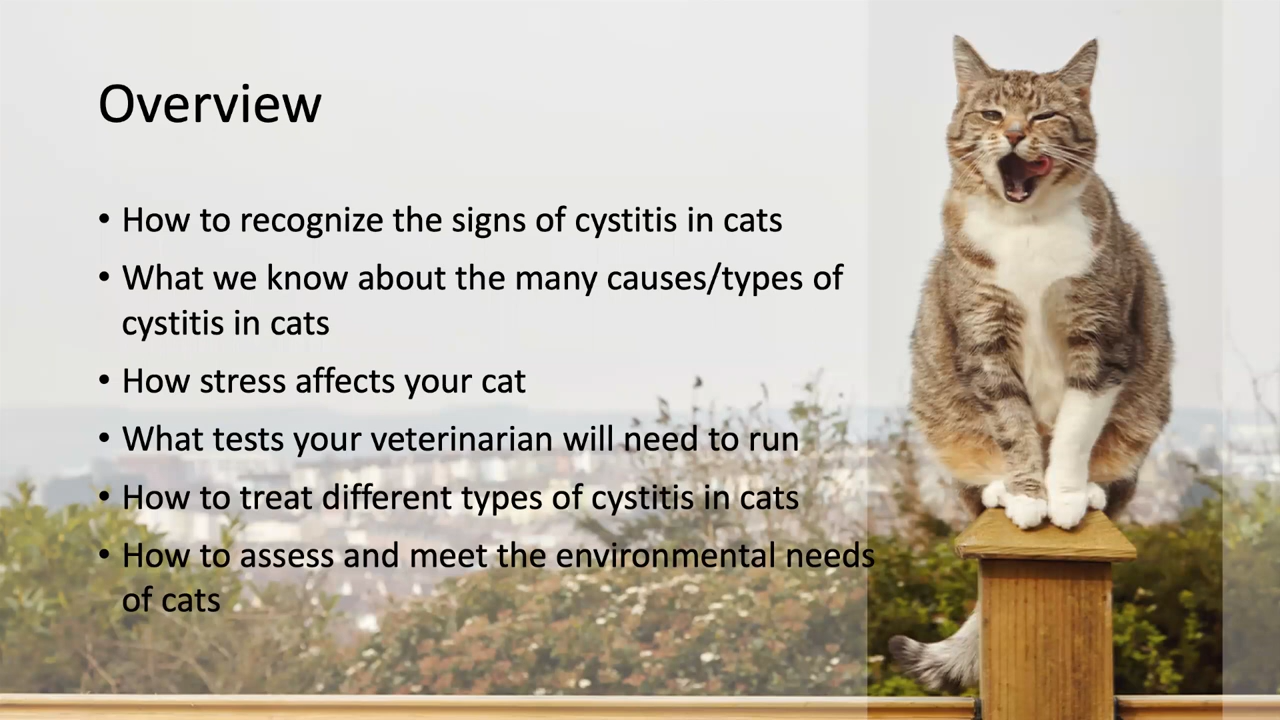 Overview
• How to recognize the signs of cystitis in cats
• What we know about the many causes/types of
cystitis in cats
• How stress affects your cat
• What tests your veterinarian will need to run
• How to treat different types of cystitis in cats
• How to assess and meet the environmental needs
of cats